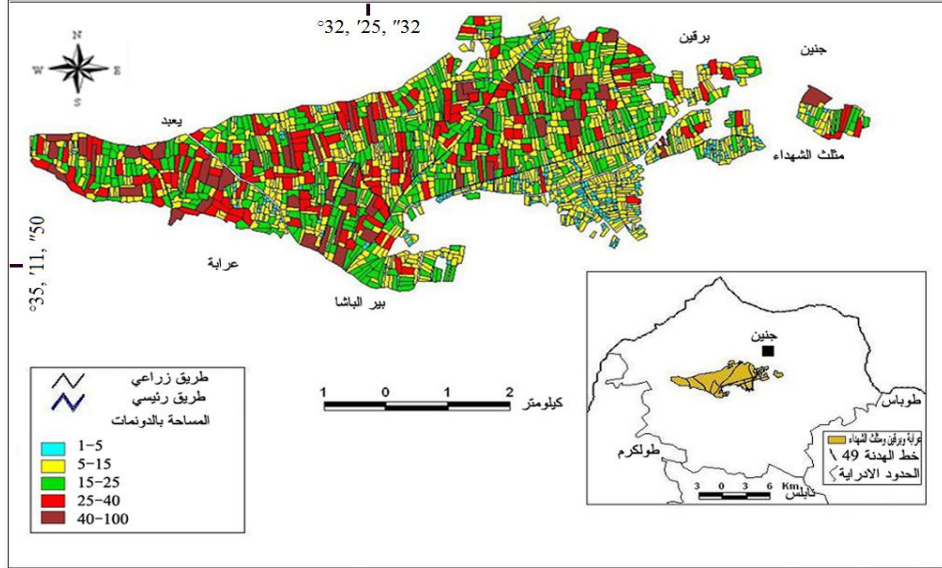 °32, '25, "32
N
W E
S
برقين
جنين
يعبد
مثلث الشهداء
°35, '11, "50
عرابة
بير الباشا
طريق زراعي
طريق رئيسي
المساحة بالدونمات
1-5
5-15
15-25
25-40
40-100
1 0 1 2
كيلومتر
جنين
طوباس
طولكرم
نابلس
عرابة وبرقين ومثلث الشهداء
خط الهدنة 49
الحدود الادراية
3 0 3 6 Km